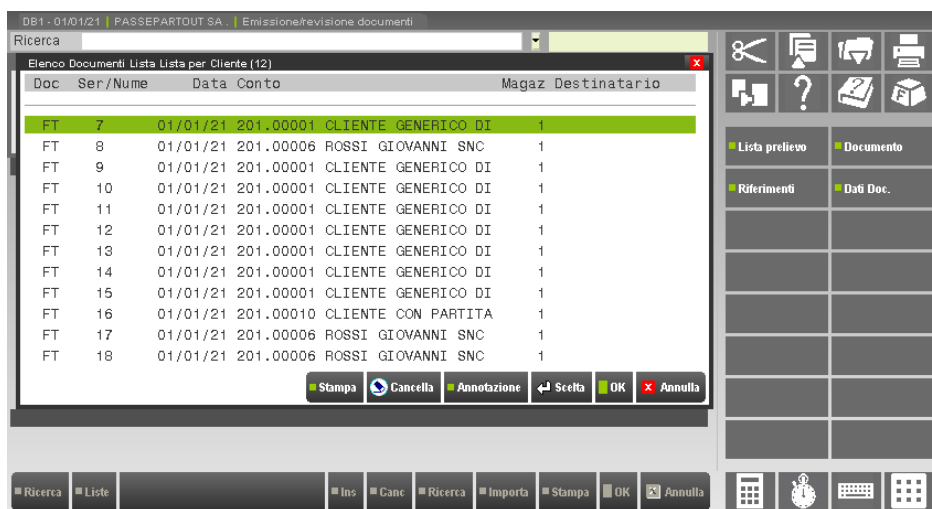 DB1 - 01/01/21 | PASSEPARTOUT SA . | Emissione/revisione documenti
Ricerca
Elenco Documenti Lista Lista per Cliente (12)
Doc Ser/Nume Data Conto Magaz Destinatario
FT 7 01/01/21 201.00001 CLIENTE GENERICO DI 1
FT 8 01/01/21 201.00006 ROSSI GIOVANNI SNC 1
FT 9 01/01/21 201.00001 CLIENTE GENERICO DI 1
FT 10 01/01/21 201.00001 CLIENTE GENERICO DI 1
FT 11 01/01/21 201.00001 CLIENTE GENERICO DI 1
FT 12 01/01/21 201.00001 CLIENTE GENERICO DI 1
FT 13 01/01/21 201.00001 CLIENTE GENERICO DI 1
FT 14 01/01/21 201.00001 CLIENTE GENERICO DI 1
FT 15 01/01/21 201.00001 CLIENTE GENERICO DI 1
FT 16 01/01/21 201.00010 CLIENTE CON PARTITA 1
FT 17 01/01/21 201.00006 ROSSI GIOVANNI SNC 1
FT 18 01/01/21 201.00006 ROSSI GIOVANNI SNC 1
Stampa Cancella Annotazione Scelta OK Annulla
Lista prelievo Documento
Riferimenti Dati Doc.
Ricerca Liste Ins Canc Ricerca Importa Stampa OK Annulla